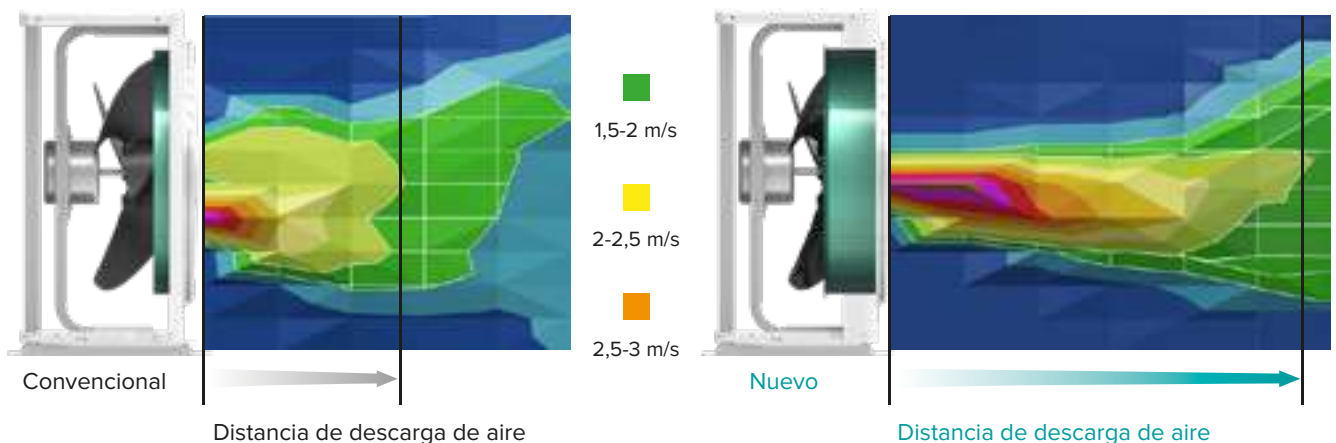 1,5-2 m/s
2-2,5 m/s
2,5-3 m/s
Convencional
Distancia de descarga de aire
Nuevo
Distancia de descarga de aire